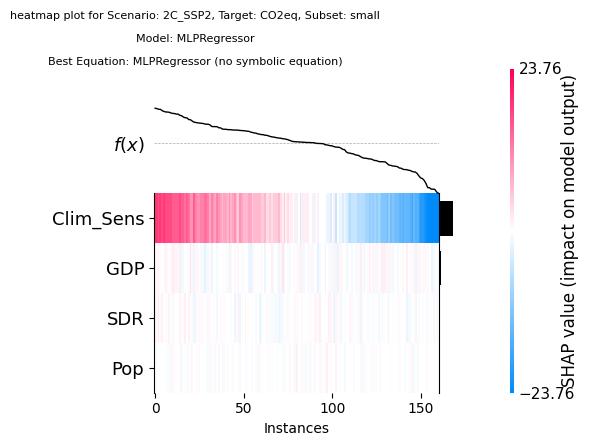 heatmap plot for Scenario: 2C_SSP2, Target: CO2eq, Subset: small
Model: MLPRegressor
Best Equation: MLPRegressor (no symbolic equation)
23.76
f(x)
Clim_Sens
GDP
SDR
Pop
0
50
100
150
Instances
−23.76
SHAP value (impact on model output)